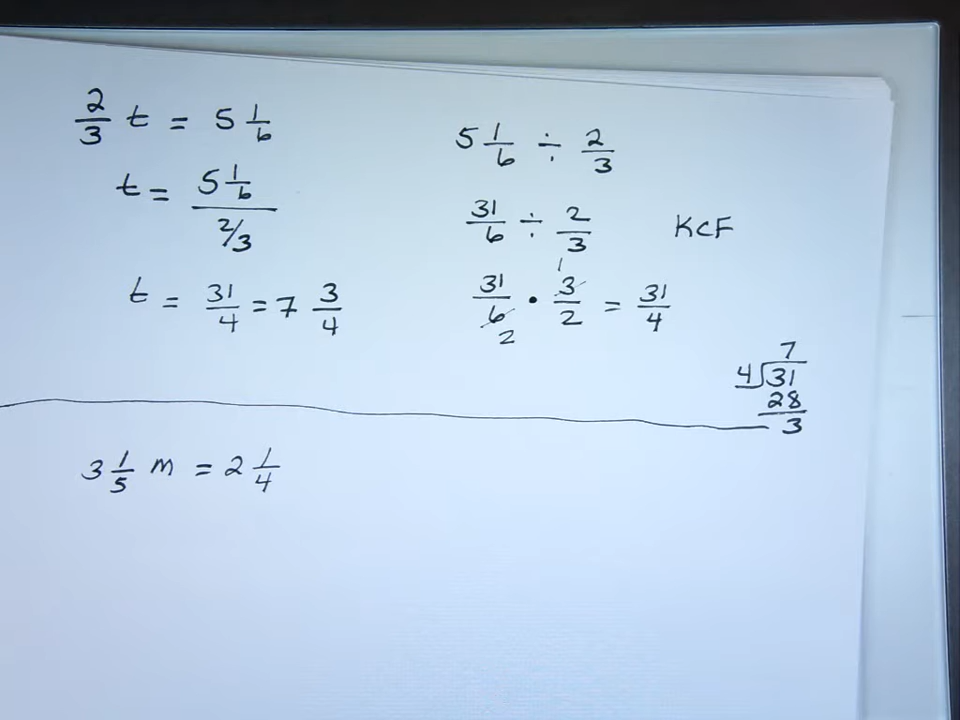 2/3 t = 5 1/6
t = 5 1/6 / 2/3
t = 31/4 = 7 3/4
5 1/6 ÷ 2/3
31/6 ÷ 2/3 KCF
31/6 2 • 1 3/2 = 31/4
7
4)31
28
3
3 1/5 m = 2 1/4